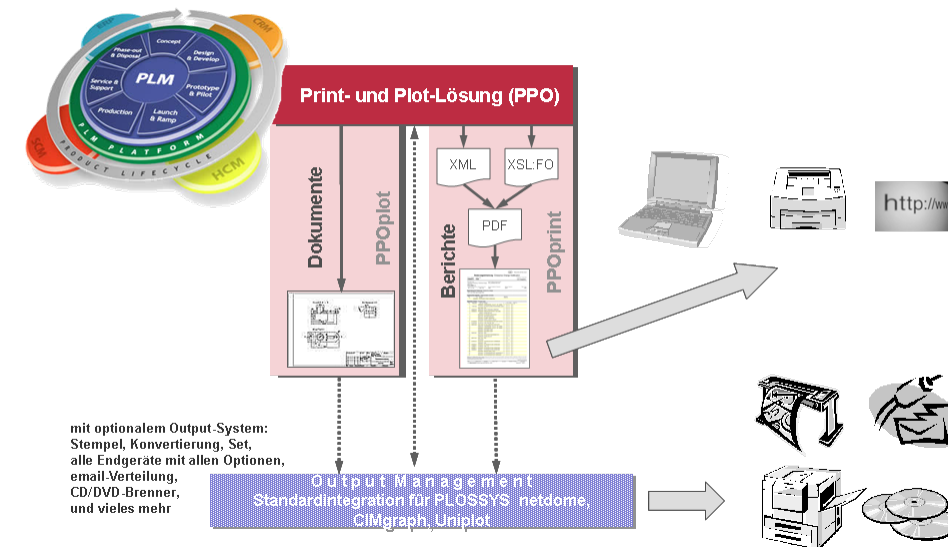 ERP
CRM
SCM
HCM
Concept
Design
& Develop
Prototype
& Pilot
Launch
& Ramp
Production
Service &
Support
Phase-out
& Disposal
PLM
PLM PLATFORM
PRODUCT LIFECYCLE
Print- und Plot-Lösung (PPO)
Dokumente
PPOplot
XML
XSL:FO
PDF
Berichte
PPOprint
http://ww
mit optionalem Output-System:
Stempel, Konvertierung, Set,
alle Endgeräte mit allen Optionen,
email-Verteilung,
CD/DVD-Brenner,
und vieles mehr
Output Management
Standardintegration für PLOSSYS netdome,
CIMgraph, Uniplot